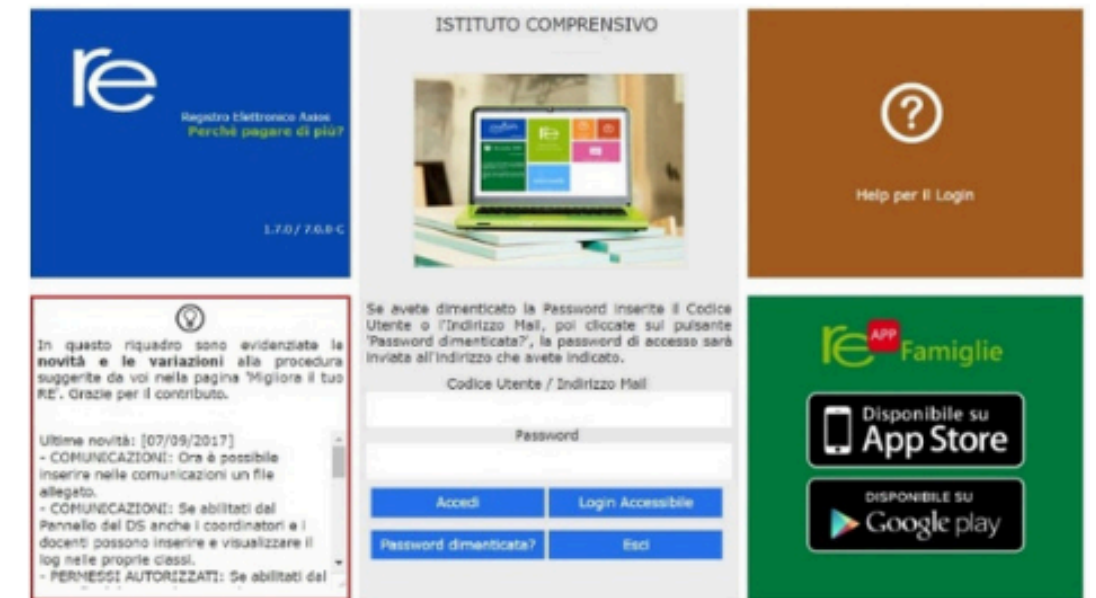 re
Registro Elettronico Axios
Perchè pagare di più?
1.7.0 / 7.0.0-C
In questo riquadro sono evidenziate le
novità e le variazioni alla procedura
suggerite da voi nella pagina 'Migliora il tuo
RE'. Grazie per il contributo.
Ultime novità: [07/09/2017]
- COMUNICAZIONI: Ora è possibile
inserire nelle comunicazioni un file
allegato.
- COMUNICAZIONI: Se abilitati dal
Pannello del DS anche i coordinatori e i
docenti possono inserire e visualizzare il
log nelle proprie classi.
- PERMESSI AUTORIZZATI: Se abilitati dal
ISTITUTO COMPRENSIVO
re
Se avete dimenticato la Password inserite il Codice
Utente o l'Indirizzo Mail, poi cliccate sul pulsante
'Password dimenticata?', la password di accesso sarà
inviata all'indirizzo che avete indicato.
Codice Utente / Indirizzo Mail
Password
Accedi
Login Accessibile
Password dimenticata?
Esci
?
Help per il Login
re APP Famiglie
Disponibile su
App Store
DISPONIBILE SU
Google play